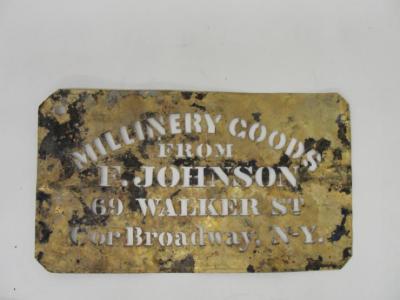 MILLINERY GOODS
FROM
F. JOHNSON
69 WALKER ST
Cor Broadway, N-Y.